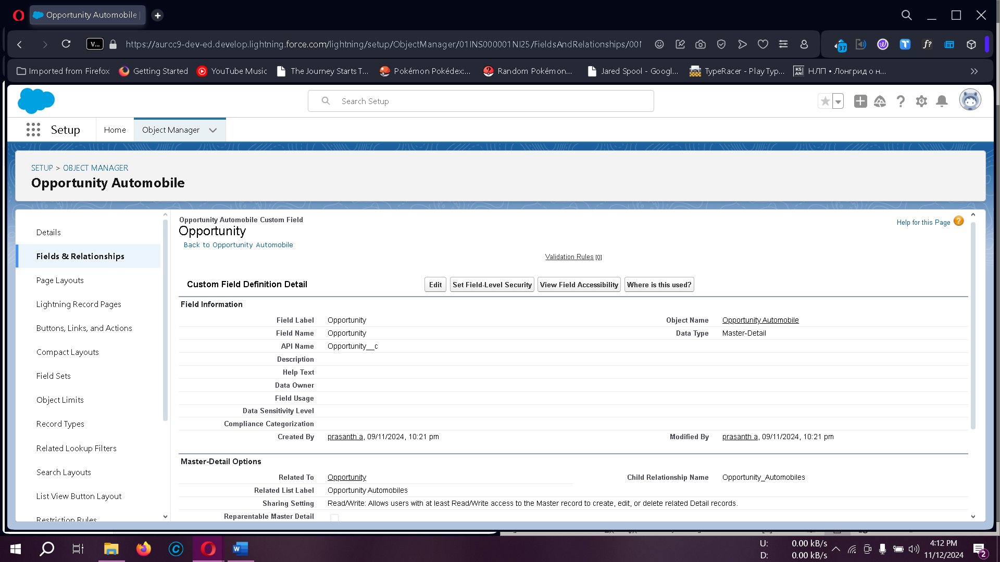 Opportunity Automobile |
V...
https://aurcc9-dev-ed.develop.lightning.force.com/lightning/setup/ObjectManager/01INS000001NI25/FieldsAndRelationships/00N
37
f?
Imported from Firefox
Getting Started
YouTube Music
The Journey Starts T...
Pokémon Pokédex:...
Random Pokémon...
Jared Spool - Googl...
TypeRacer - Play Typ...
KS ANI
НЛП • Лонгрид о н...
Search Setup
Setup
Home
Object Manager
SETUP > OBJECT MANAGER
Opportunity Automobile
Details
Fields & Relationships
Page Layouts
Lightning Record Pages
Buttons, Links, and Actions
Compact Layouts
Field Sets
Object Limits
Record Types
Related Lookup Filters
Search Layouts
List View Button Layout
Restriction Rules
Opportunity Automobile Custom Field
Opportunity
Back to Opportunity Automobile
Help for this Page
Validation Rules [0]
Custom Field Definition Detail
Edit
Set Field-Level Security
View Field Accessibility
Where is this used?
Field Information
Field Label Opportunity Object Name Opportunity Automobile
Field Name Opportunity Data Type Master-Detail
API Name Opportunity__c
Description
Help Text
Data Owner
Field Usage
Data Sensitivity Level
Compliance Categorization
Created By prasanth a, 09/11/2024, 10:21 pm Modified By prasanth a, 09/11/2024, 10:21 pm
Master-Detail Options
Related To Opportunity Child Relationship Name Opportunity_Automobiles
Related List Label Opportunity Automobiles
Sharing Setting Read/Write: Allows users with at least Read/Write access to the Master record to create, edit, or delete related Detail records.
Reparentable Master Detail
U: 0.00 kB/s
D: 0.00 kB/s
4:12 PM
11/12/2024
2